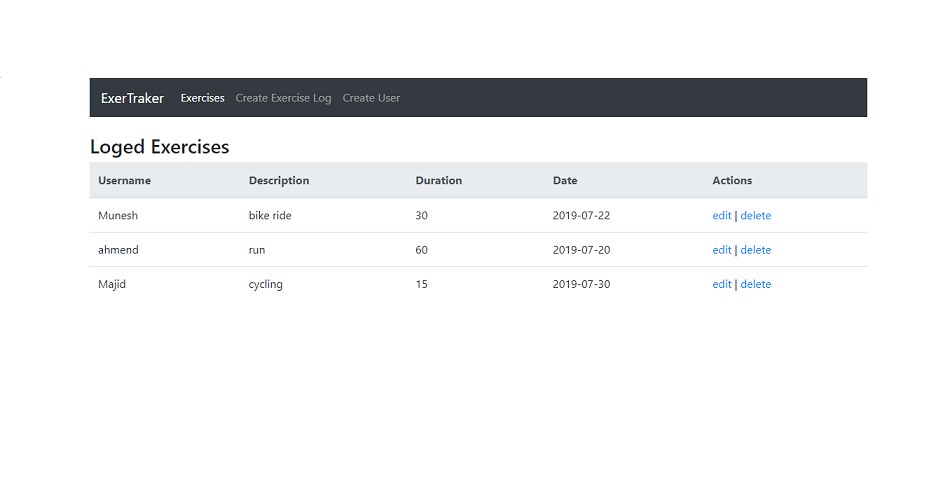 ExerTraker Exercises Create Exercise Log Create User
Loged Exercises
Username Description Duration Date Actions
Munesh bike ride 30 2019-07-22 edit | delete
ahmend run 60 2019-07-20 edit | delete
Majid cycling 15 2019-07-30 edit | delete